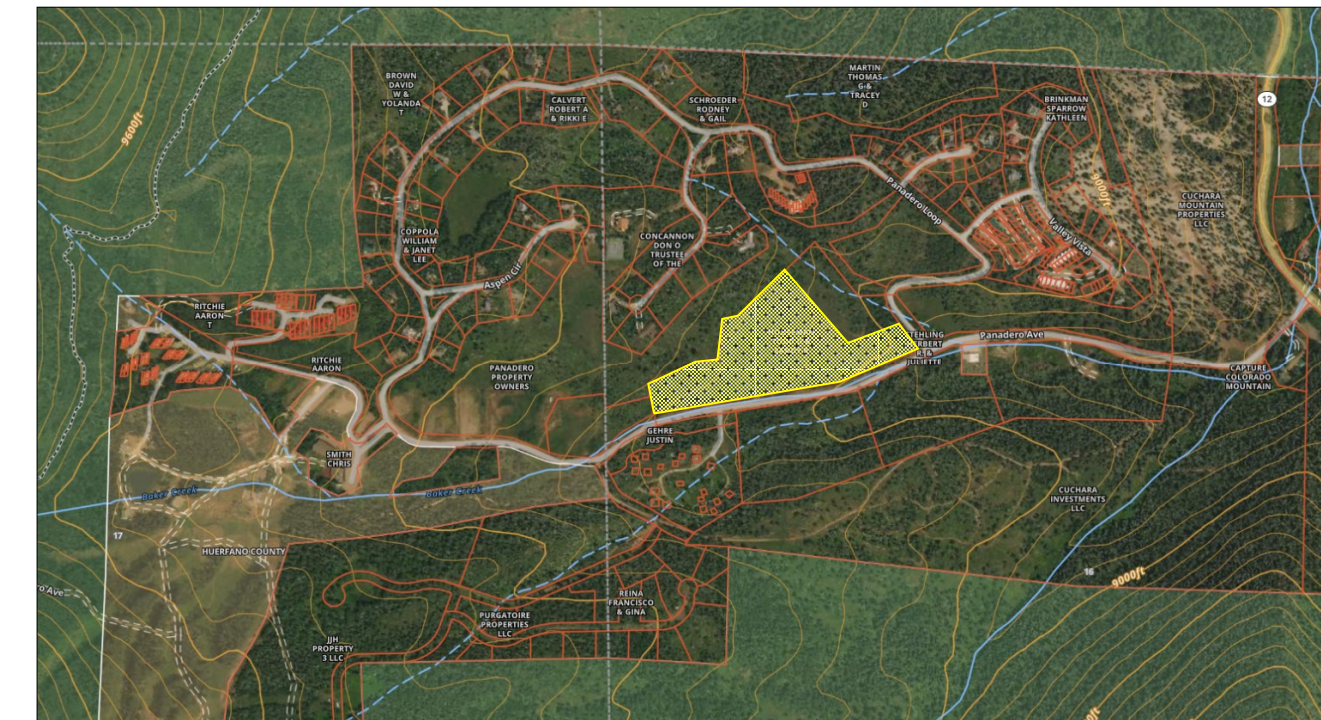 BROWN
DAVID
W &
YOLANDA
T
CALVERT
ROBERT A
& RIKKI E
SCHROEDER
RODNEY
& GAIL
MARTIN
THOMAS
G &
TRACEY
D
BRINKMAN
SPARROW
KATHLEEN
12
9600ft
9000ft
Panadero Loop
CUCHARA
MOUNTAIN
PROPERTIES
LLC
Valley Vista
COPPOLA
WILLIAM
& JANET
LEE
CONCANNON
DON O
TRUSTEE
OF THE
Aspen Cir
RITCHIE
AARON
T
RITCHIE
AARON
PANADERO
PROPERTY
OWNERS
R &
JULIETTE
Panadero Ave
CAPTURE
COLORADO
MOUNTAIN
GEHRE
JUSTIN
SMITH
CHRIS
Baker Creek
Baker Creek
CUCHARA
INVESTMENTS
LLC
17
HUERFANO COUNTY
16
9000ft
o Ave
REINA
FRANCISCO
& GINA
PURGATOIRE
PROPERTIES
LLC
JJH
PROPERTY
3 LLC
ft